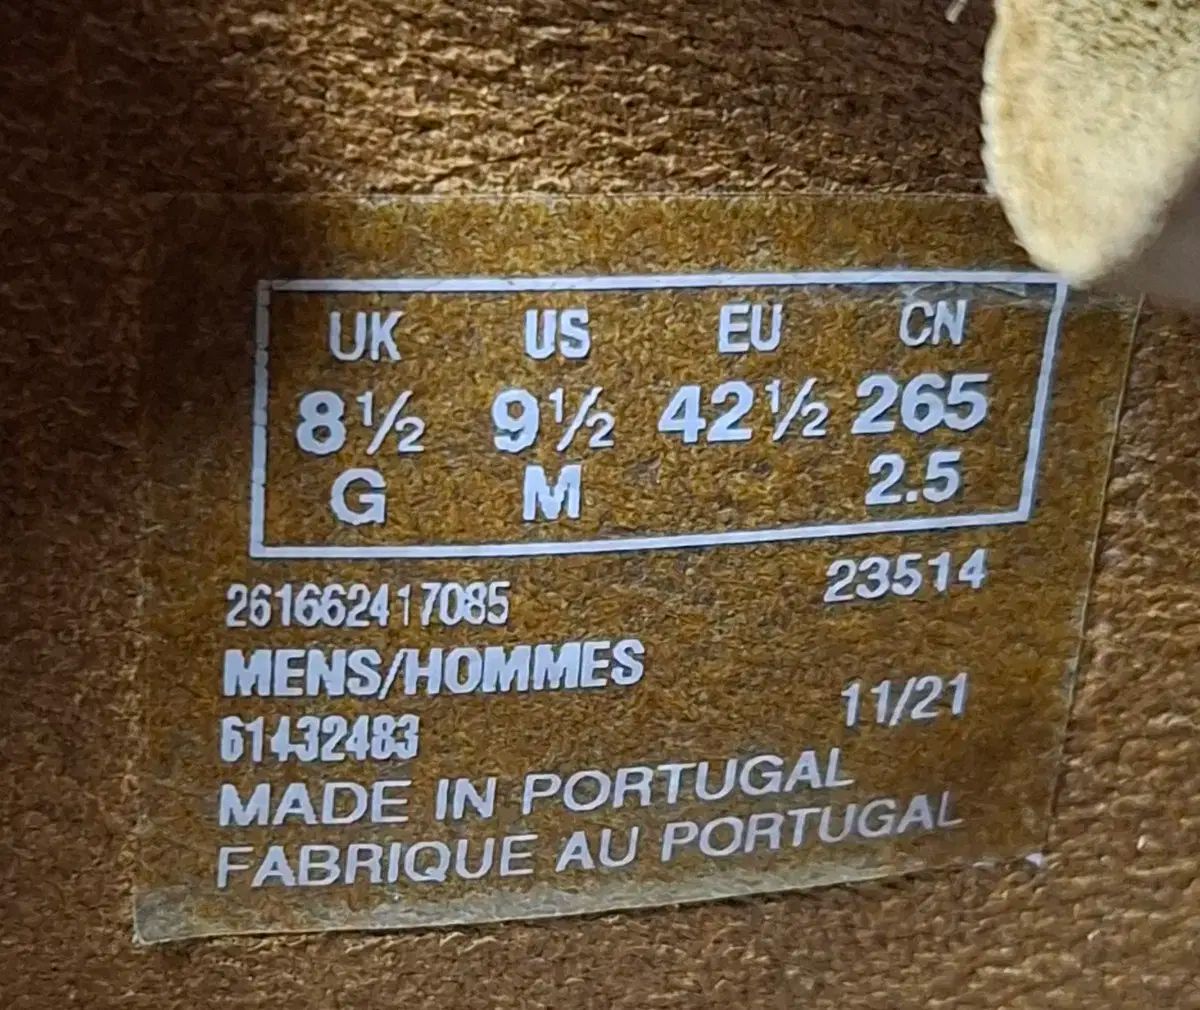 UK US EU CN
8½ 9½ 42½ 265
G M 2.5
261662417085 23514
MENS/HOMMES
61432483 11/21
MADE IN PORTUGAL
FABRIQUE AU PORTUGAL